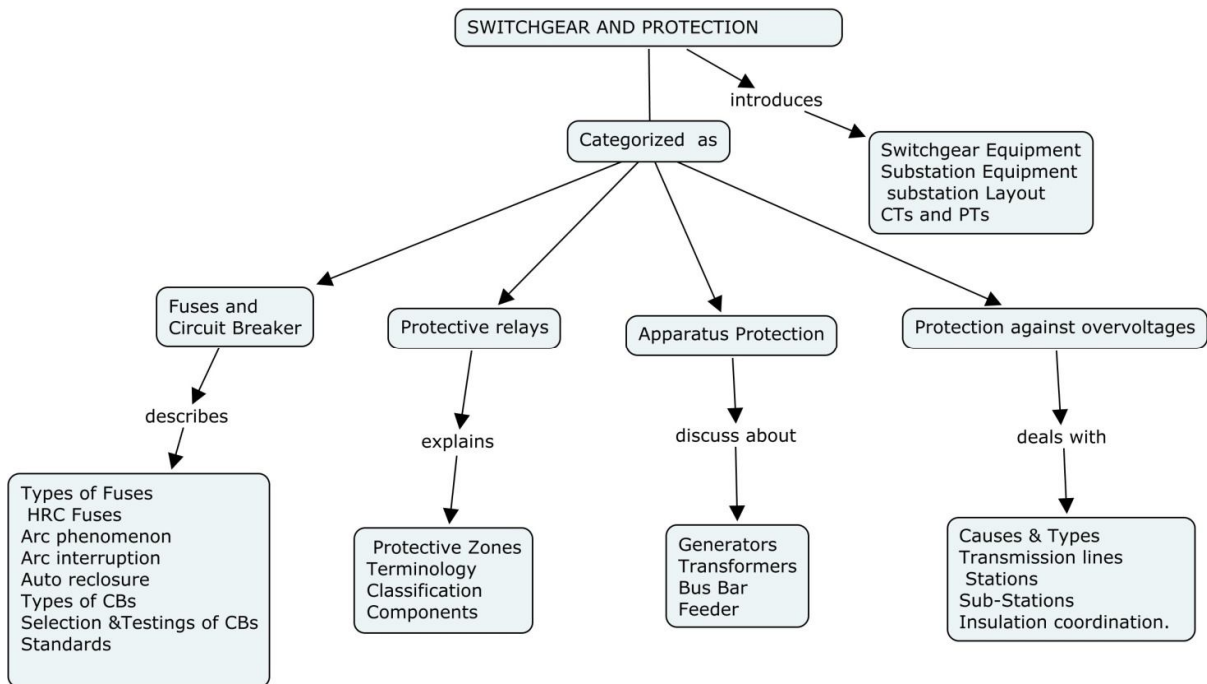 SWITCHGEAR AND PROTECTION
introduces
Categorized as
Switchgear Equipment
Substation Equipment
substation Layout
CTs and PTs
Fuses and
Circuit Breaker
Protective relays
Apparatus Protection
Protection against overvoltages
describes
explains
discuss about
deals with
Types of Fuses
HRC Fuses
Arc phenomenon
Arc interruption
Auto reclosure
Types of CBs
Selection &Testings of CBs
Standards
Protective Zones
Terminology
Classification
Components
Generators
Transformers
Bus Bar
Feeder
Causes & Types
Transmission lines
Stations
Sub-Stations
Insulation coordination.